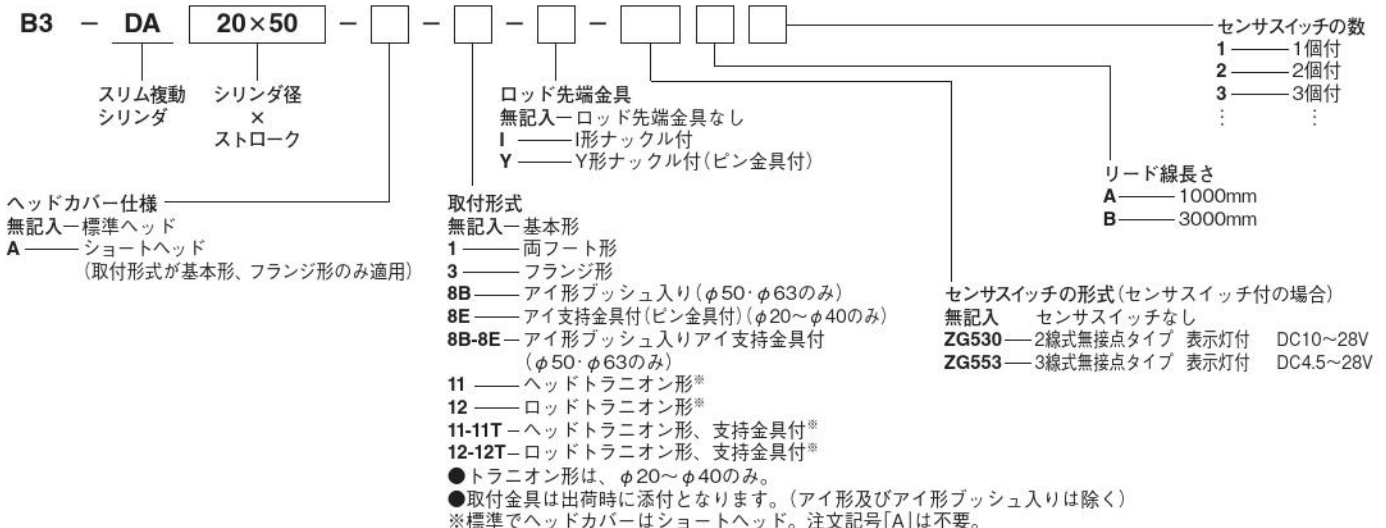 B3 － DA 20×50 －　－　－　－
スリム複動
シリンダ
シリンダ径
×
ストローク
ヘッドカバー仕様
無記入―標準ヘッド
A―――ショートヘッド
（取付形式が基本形、フランジ形のみ適用）
ロッド先端金具
無記入―ロッド先端金具なし
I ―――I形ナックル付
Y ―――Y形ナックル付（ピン金具付）
取付形式
無記入―基本形
1 ―――両フート形
3 ―――フランジ形
8B―――アイ形ブッシュ入り（φ50・φ63のみ）
8E―――アイ支持金具付（ピン金具付）（φ20〜φ40のみ）
8B-8E―アイ形ブッシュ入りアイ支持金具付
（φ50・φ63のみ）
11 ―――ヘッドトラニオン形※
12 ―――ロッドトラニオン形※
11-11T―ヘッドトラニオン形、支持金具付※
12-12T―ロッドトラニオン形、支持金具付※
●トラニオン形は、φ20〜φ40のみ。
●取付金具は出荷時に添付となります。（アイ形及びアイ形ブッシュ入りは除く）
※標準でヘッドカバーはショートヘッド。注文記号「A」は不要。
センサスイッチの形式（センサスイッチ付の場合）
無記入　センサスイッチなし
ZG530――2線式無接点タイプ 表示灯付　DC10〜28V
ZG553――3線式無接点タイプ 表示灯付　DC4.5〜28V
リード線長さ
A―――1000mm
B―――3000mm
センサスイッチの数
1―――1個付
2―――2個付
3―――3個付
⋮　⋮